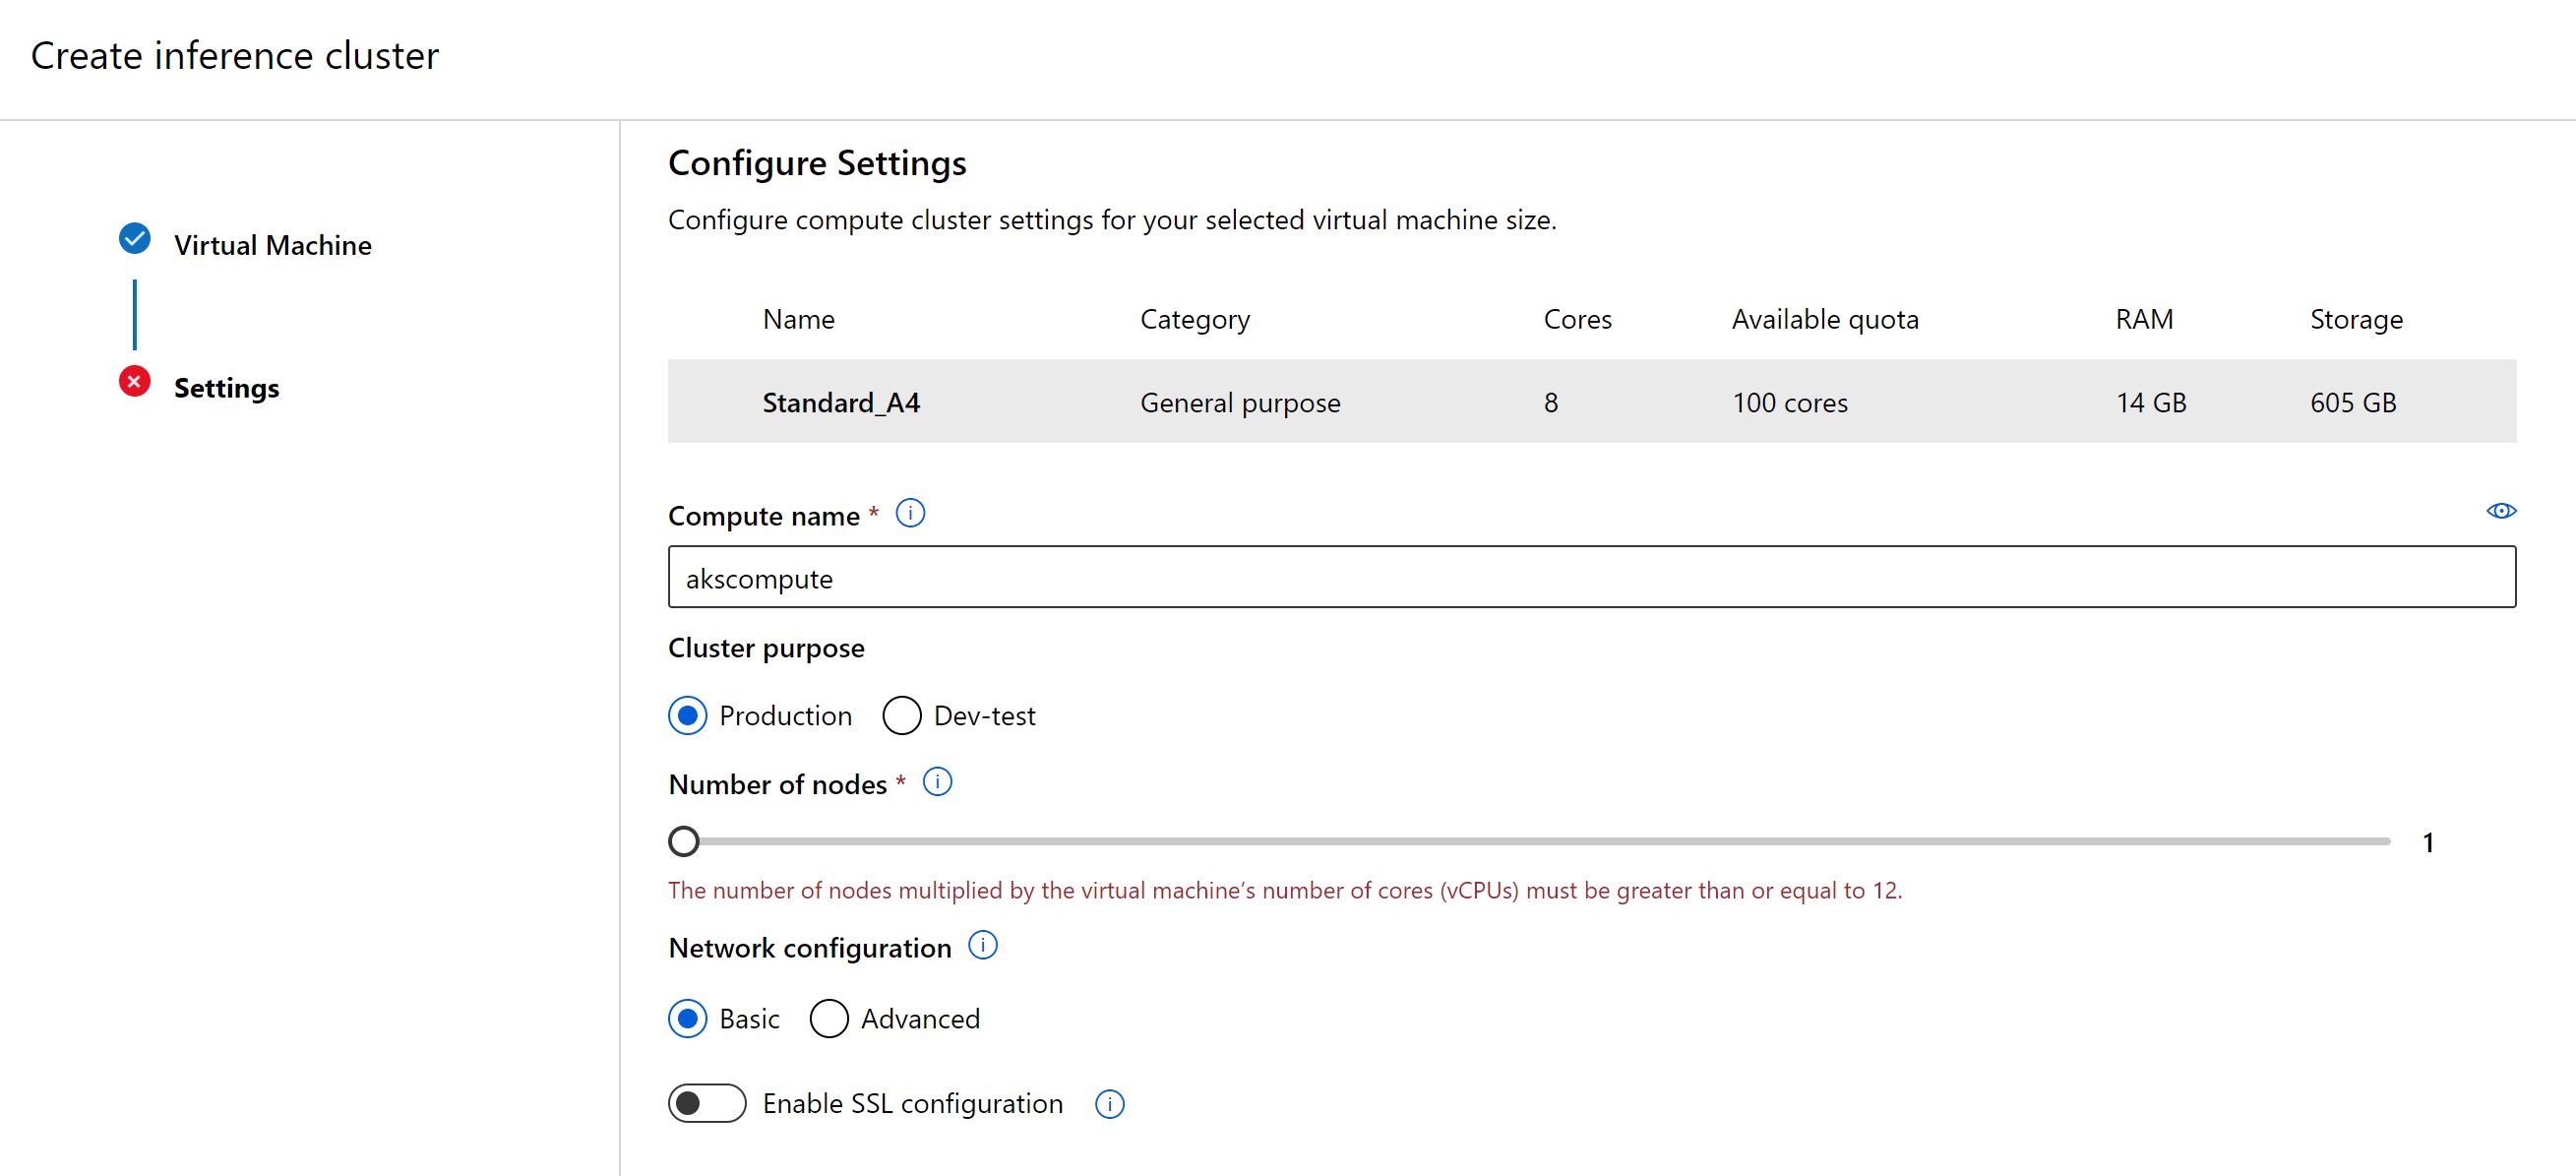 Create inference cluster
Virtual Machine
Settings
Configure Settings
Configure compute cluster settings for your selected virtual machine size.
Name Category Cores Available quota RAM Storage
Standard_A4 General purpose 8 100 cores 14 GB 605 GB
Compute name *
akscompute
Cluster purpose
Production Dev-test
Number of nodes *
1
The number of nodes multiplied by the virtual machine’s number of cores (vCPUs) must be greater than or equal to 12.
Network configuration
Basic Advanced
Enable SSL configuration